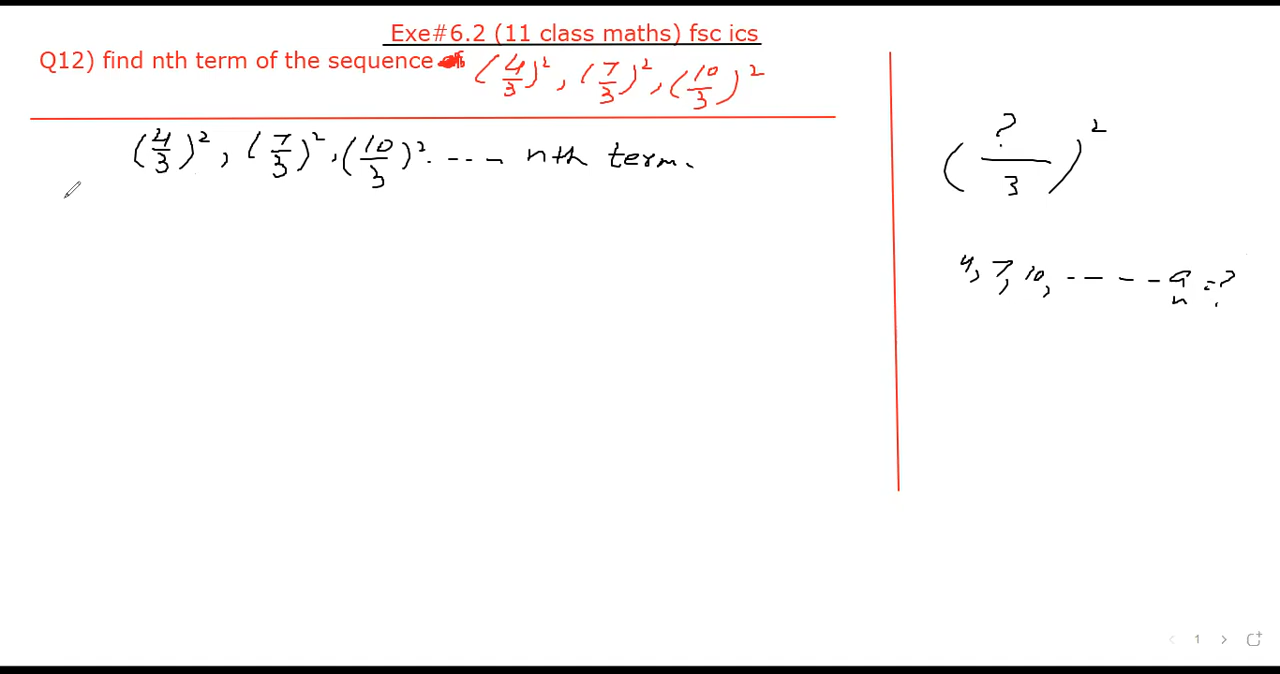 Exe#6.2 (11 class maths) fsc ics
Q12) find nth term of the sequence (4/3)², (7/3)², (10/3)²
(4/3)², (7/3)², (10/3)². --- nth term.
(?/3)²
4, 7, 10, ---- aₙ = ?
1